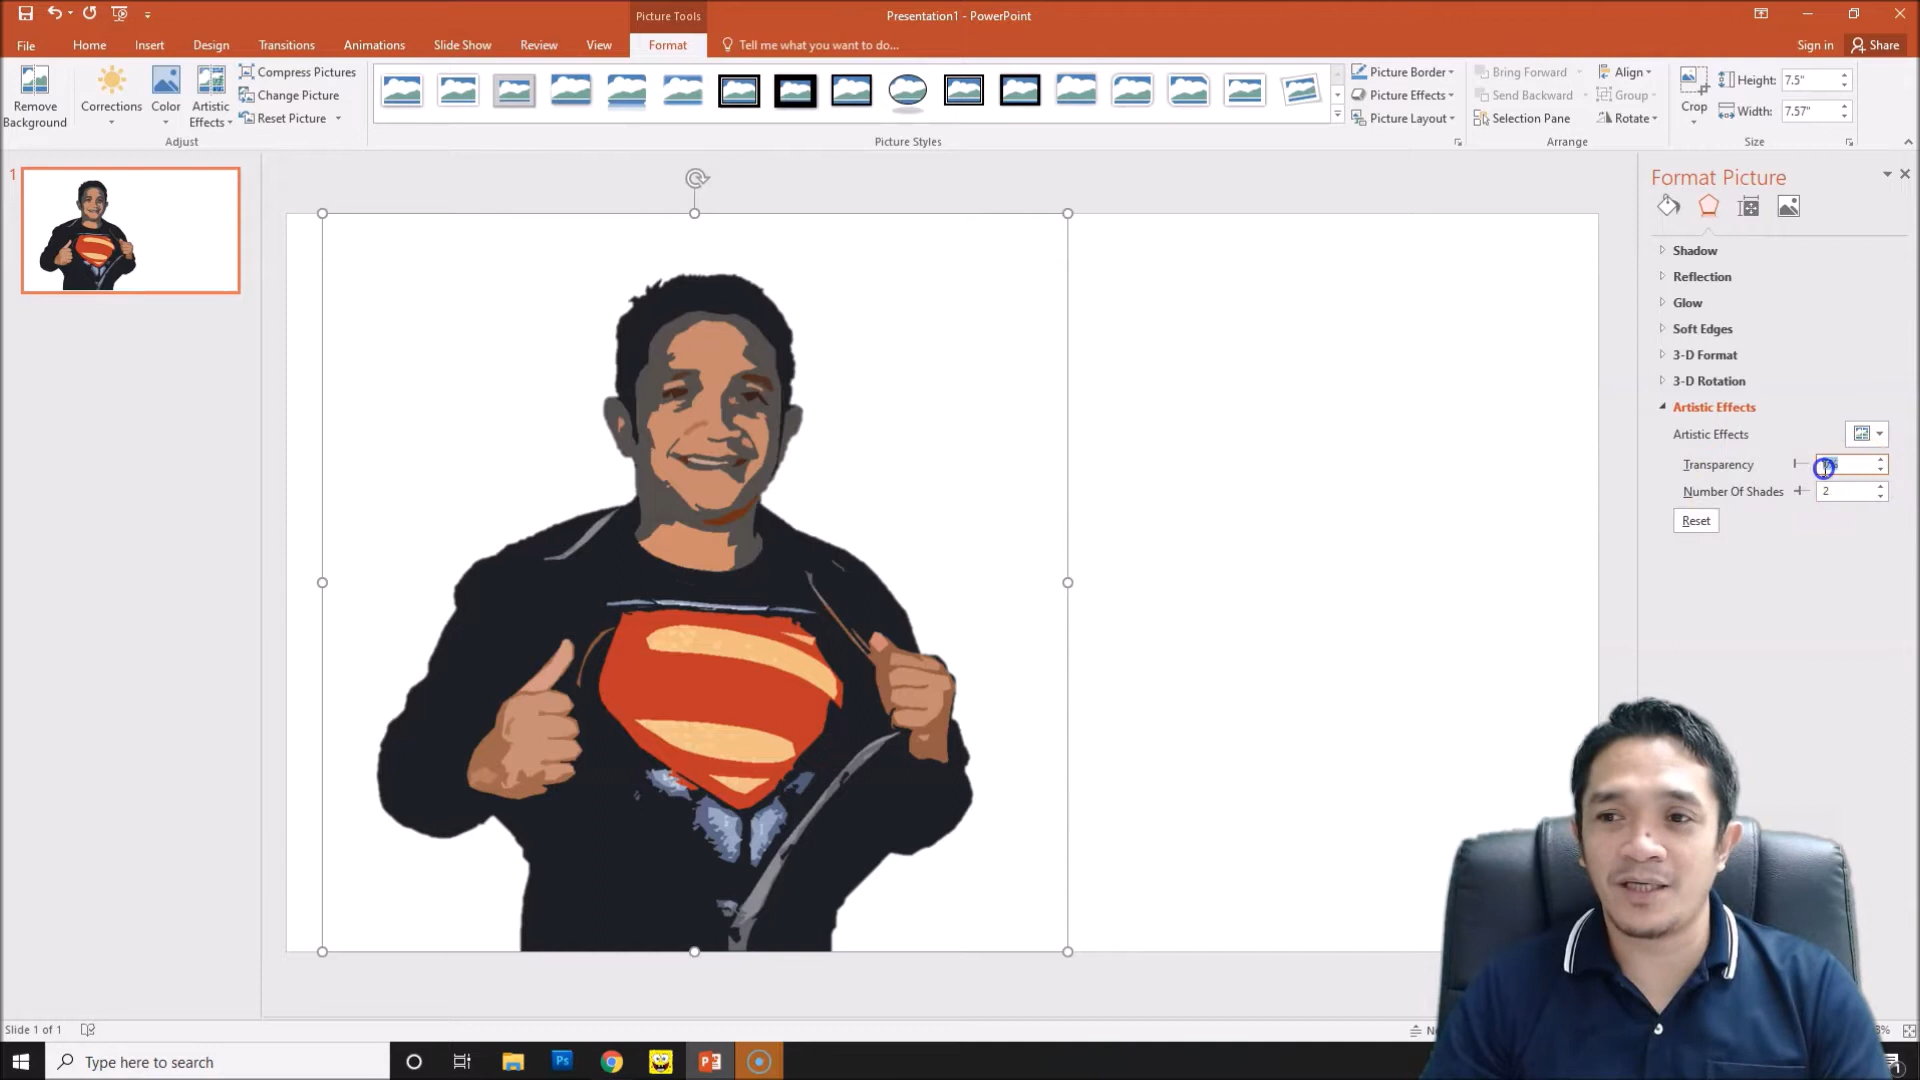 Picture Tools
Presentation1 - PowerPoint
File
Home
Insert
Design
Transitions
Animations
Slide Show
Review
View
Format
Tell me what you want to do...
Sign in
Share
Remove
Background
Corrections
Color
Artistic
Effects
Compress Pictures
Change Picture
Reset Picture
Adjust
Picture Styles
Picture Border
Picture Effects
Picture Layout
Bring Forward
Send Backward
Selection Pane
Align
Group
Rotate
Arrange
Crop
Height: 7.5"
Width: 7.57"
Size
1
Format Picture
Shadow
Reflection
Glow
Soft Edges
3-D Format
3-D Rotation
Artistic Effects
Artistic Effects
Transparency
Number Of Shades 2
Reset
Slide 1 of 1
Type here to search
Ps
1